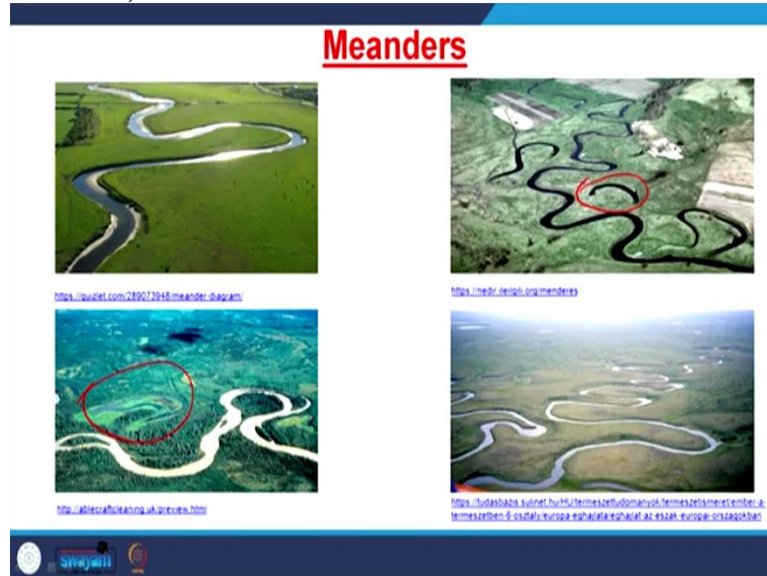 Meanders
https://quizlet.com/289073948/meander-diagram/
https://nedir.ileilgili.org/menderes
http://ablecraftcleaning.uk/preview.html
https://tudasbazis.sulinet.hu/HU/termeszettudomanyok/termeszetismeret/ember-a-
termeszetben-6-osztaly/europa-eghajlata/eghajlat-az-eszak-europai-orszagokban
swayam